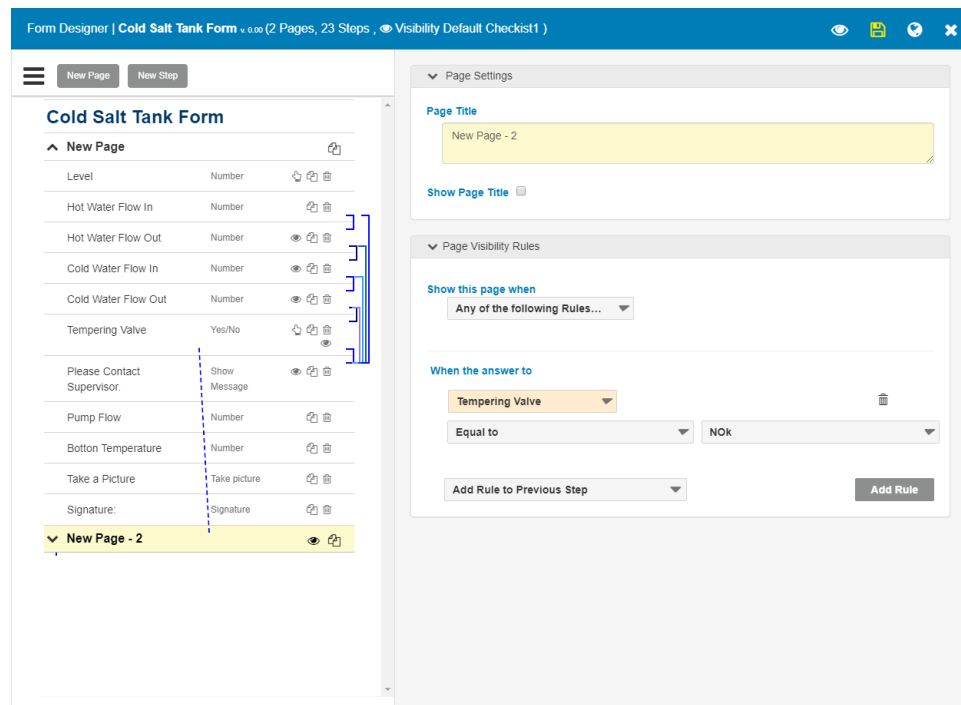 Form Designer | Cold Salt Tank Form v. 0.00 (2 Pages, 23 Steps , Visibility Default Checkist1 )
New Page New Step
Cold Salt Tank Form
New Page
Level Number
Hot Water Flow In Number
Hot Water Flow Out Number
Cold Water Flow In Number
Cold Water Flow Out Number
Tempering Valve Yes/No
Please Contact Show
Supervisor. Message
Pump Flow Number
Botton Temperature Number
Take a Picture Take picture
Signature: Signature
New Page - 2
Page Settings
Page Title
New Page - 2
Show Page Title
Page Visibility Rules
Show this page when
Any of the following Rules...
When the answer to
Tempering Valve
Equal to NOk
Add Rule to Previous Step Add Rule